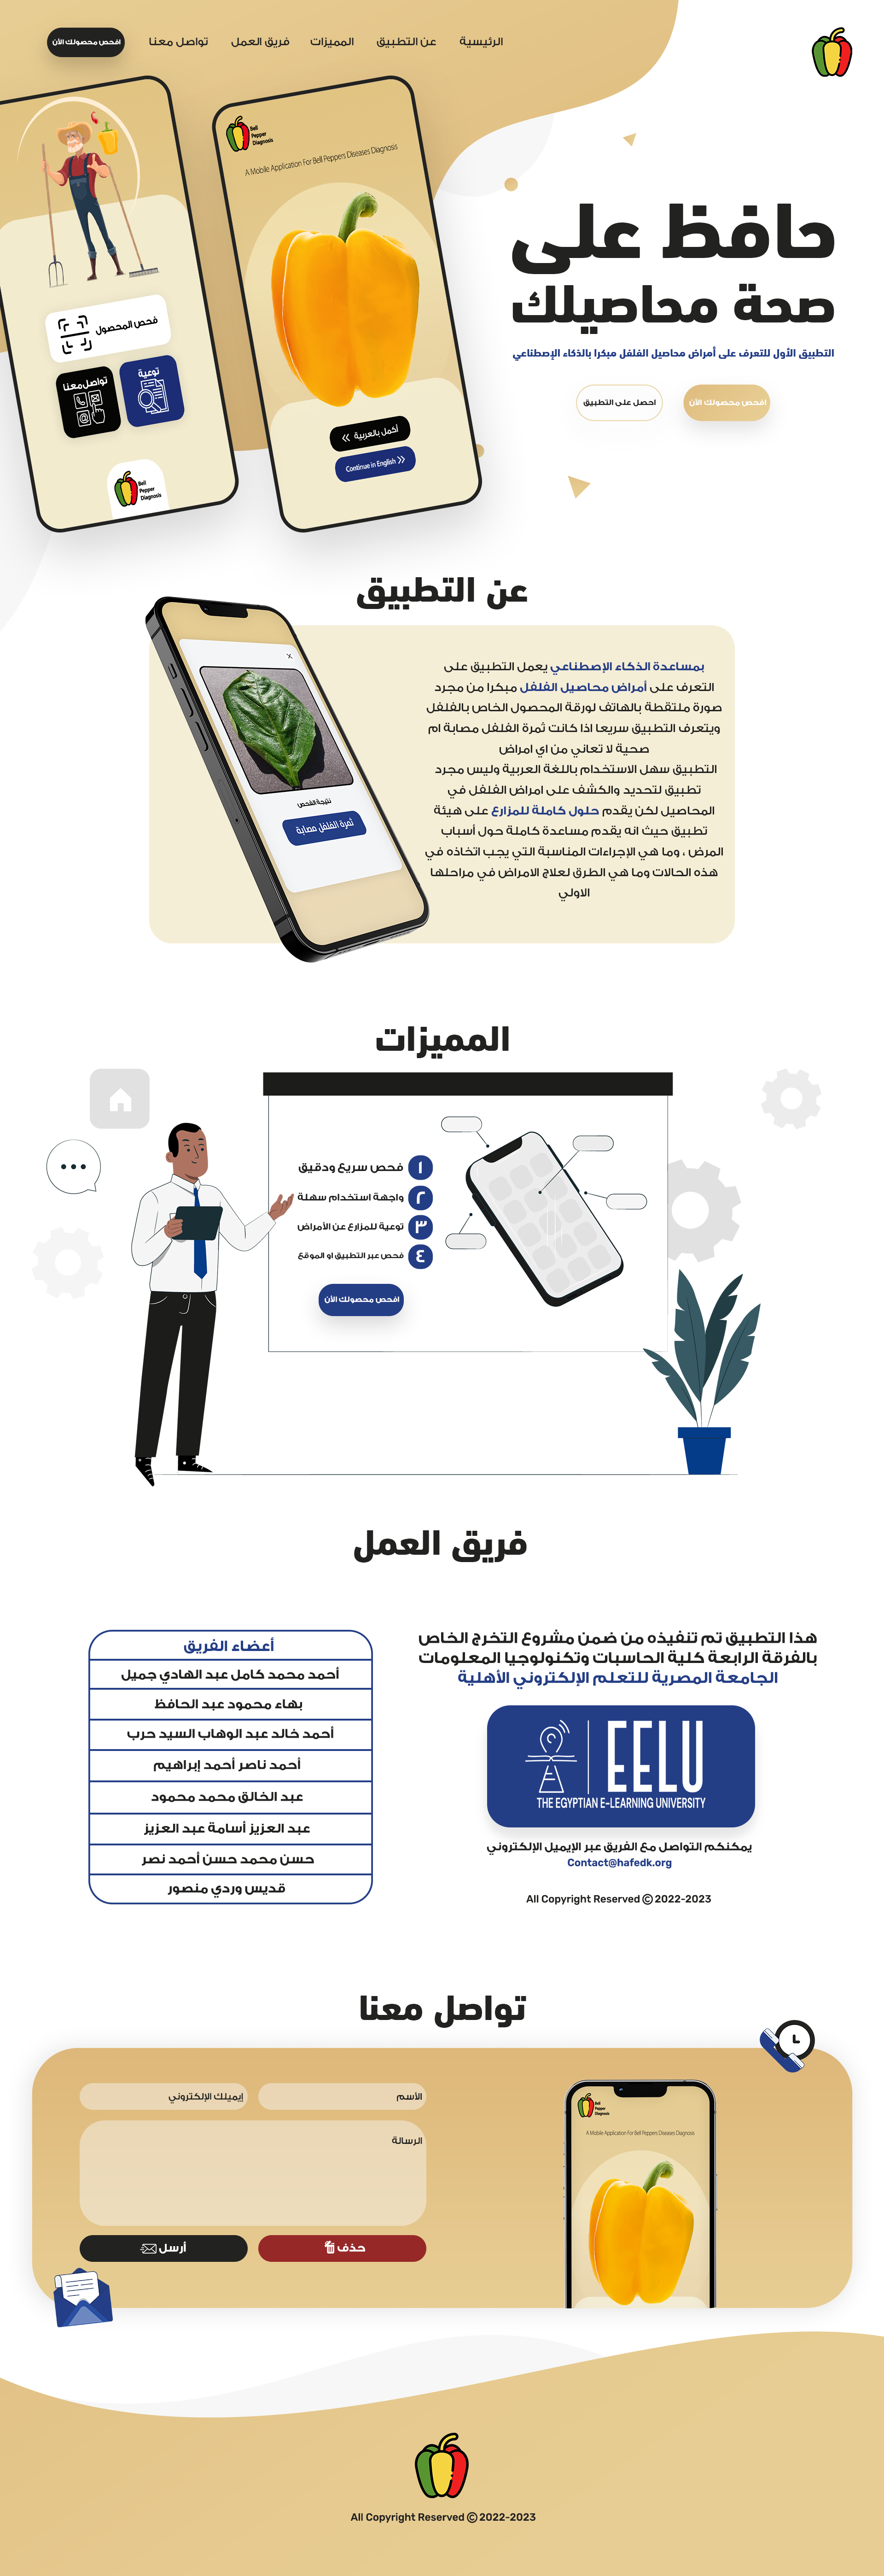 الرئيسية
عن التطبيق
المميزات
فريق العمل
تواصل معنا
افحص محصولك الأن
Bell
Pepper
Diagnosis
A Mobile Application For Bell Peppers Diseases Diagnosis
أكمل بالعربية
Continue in English
فحص المحصول
توعية
تواصل معنا
Bell
Pepper
Diagnosis
حافظ على
صحة محاصيلك
التطبيق الأول للتعرف على أمراض محاصيل الفلفل مبكرا بالذكاء الإصطناعي
افحص محصولك الأن
احصل على التطبيق
عن التطبيق
بمساعدة الذكاء الإصطناعي يعمل التطبيق على
التعرف على أمراض محاصيل الفلفل مبكرا من مجرد
صورة ملتقطة بالهاتف لورقة المحصول الخاص بالفلفل
ويتعرف التطبيق سريعا اذا كانت ثمرة الفلفل مصابة ام
صحية لا تعاني من اي امراض
التطبيق سهل الاستخدام باللغة العربية وليس مجرد
تطبيق لتحديد والكشف على امراض الفلفل في
المحاصيل لكن يقدم حلول كاملة للمزارع على هيئة
تطبيق حيث انه يقدم مساعدة كاملة حول أسباب
المرض ، وما هي الإجراءات المناسبة التي يجب اتخاذه في
هذه الحالات وما هي الطرق لعلاج الامراض في مراحلها
الاولي
نتيجة الفحص
ثمرة الفلفل مصابة
المميزات
١ فحص سريع ودقيق
٢ واجهة استخدام سهلة
٣ توعية للمزارع عن الأمراض
٤ فحص عبر التطبيق او الموقع
افحص محصولك الأن
فريق العمل
هذا التطبيق تم تنفيذه من ضمن مشروع التخرج الخاص
بالفرقة الرابعة كلية الحاسبات وتكنولوجيا المعلومات
الجامعة المصرية للتعلم الإلكتروني الأهلية
EELU
THE EGYPTIAN E-LEARNING UNIVERSITY
يمكنكم التواصل مع الفريق عبر الإيميل الإلكتروني
Contact@hafedk.org
All Copyright Reserved © 2022-2023
أعضاء الفريق
أحمد محمد كامل عبد الهادي جميل
بهاء محمود عبد الحافظ
أحمد خالد عبد الوهاب السيد حرب
أحمد ناصر أحمد إبراهيم
عبد الخالق محمد محمود
عبد العزيز أسامة عبد العزيز
حسن محمد حسن أحمد نصر
قديس وردي منصور
تواصل معنا
Bell
Pepper
Diagnosis
A Mobile Application For Bell Peppers Diseases Diagnosis
الأسم
إيميلك الإلكتروني
الرسالة
حذف
أرسل
All Copyright Reserved © 2022-2023